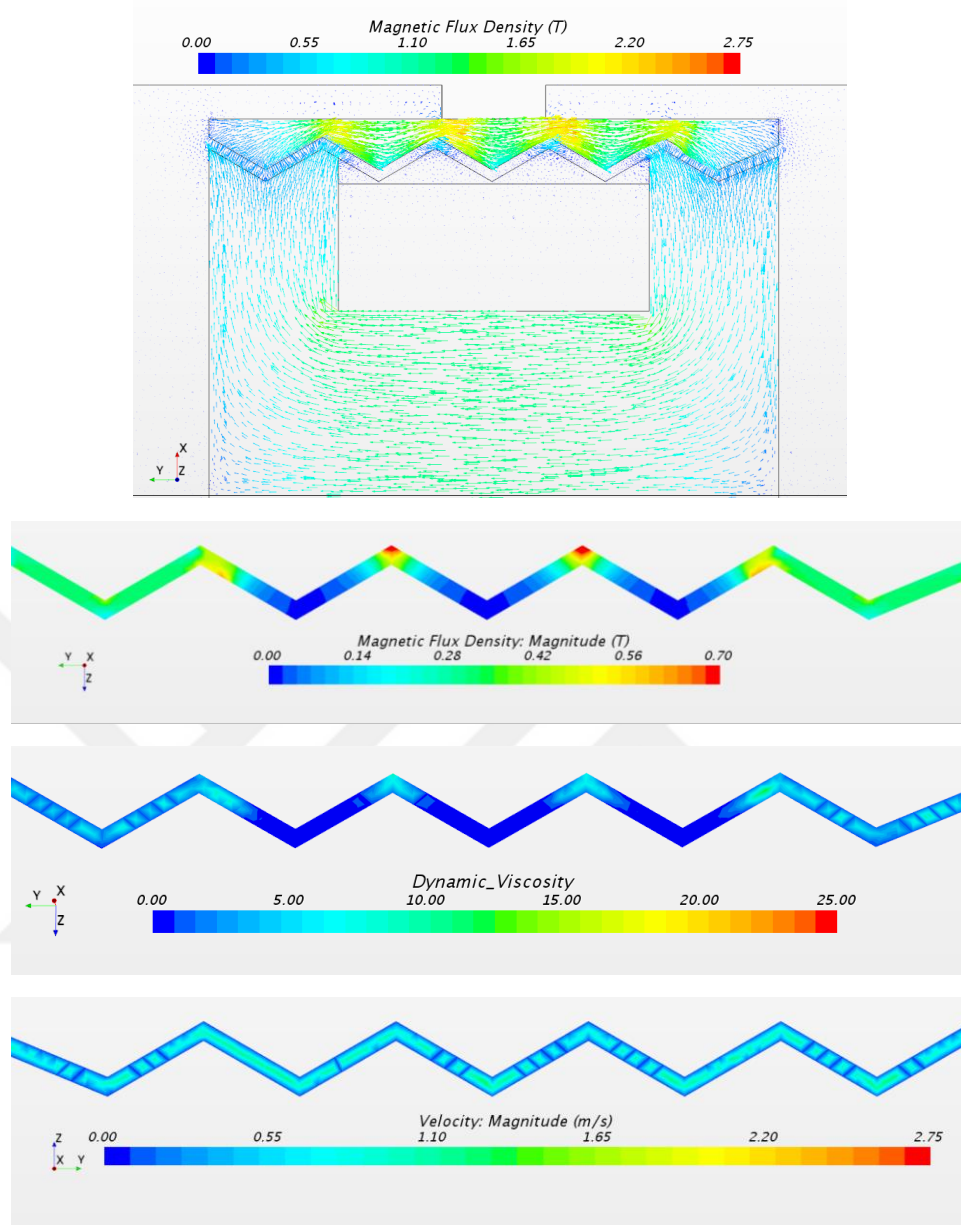 Magnetic Flux Density (T)
0.00 0.55 1.10 1.65 2.20 2.75
X
Y Z
Magnetic Flux Density: Magnitude (T)
0.00 0.14 0.28 0.42 0.56 0.70
Y X
Z
Dynamic_Viscosity
0.00 5.00 10.00 15.00 20.00 25.00
Y X
Z
Velocity: Magnitude (m/s)
0.00 0.55 1.10 1.65 2.20 2.75
Z
X Y